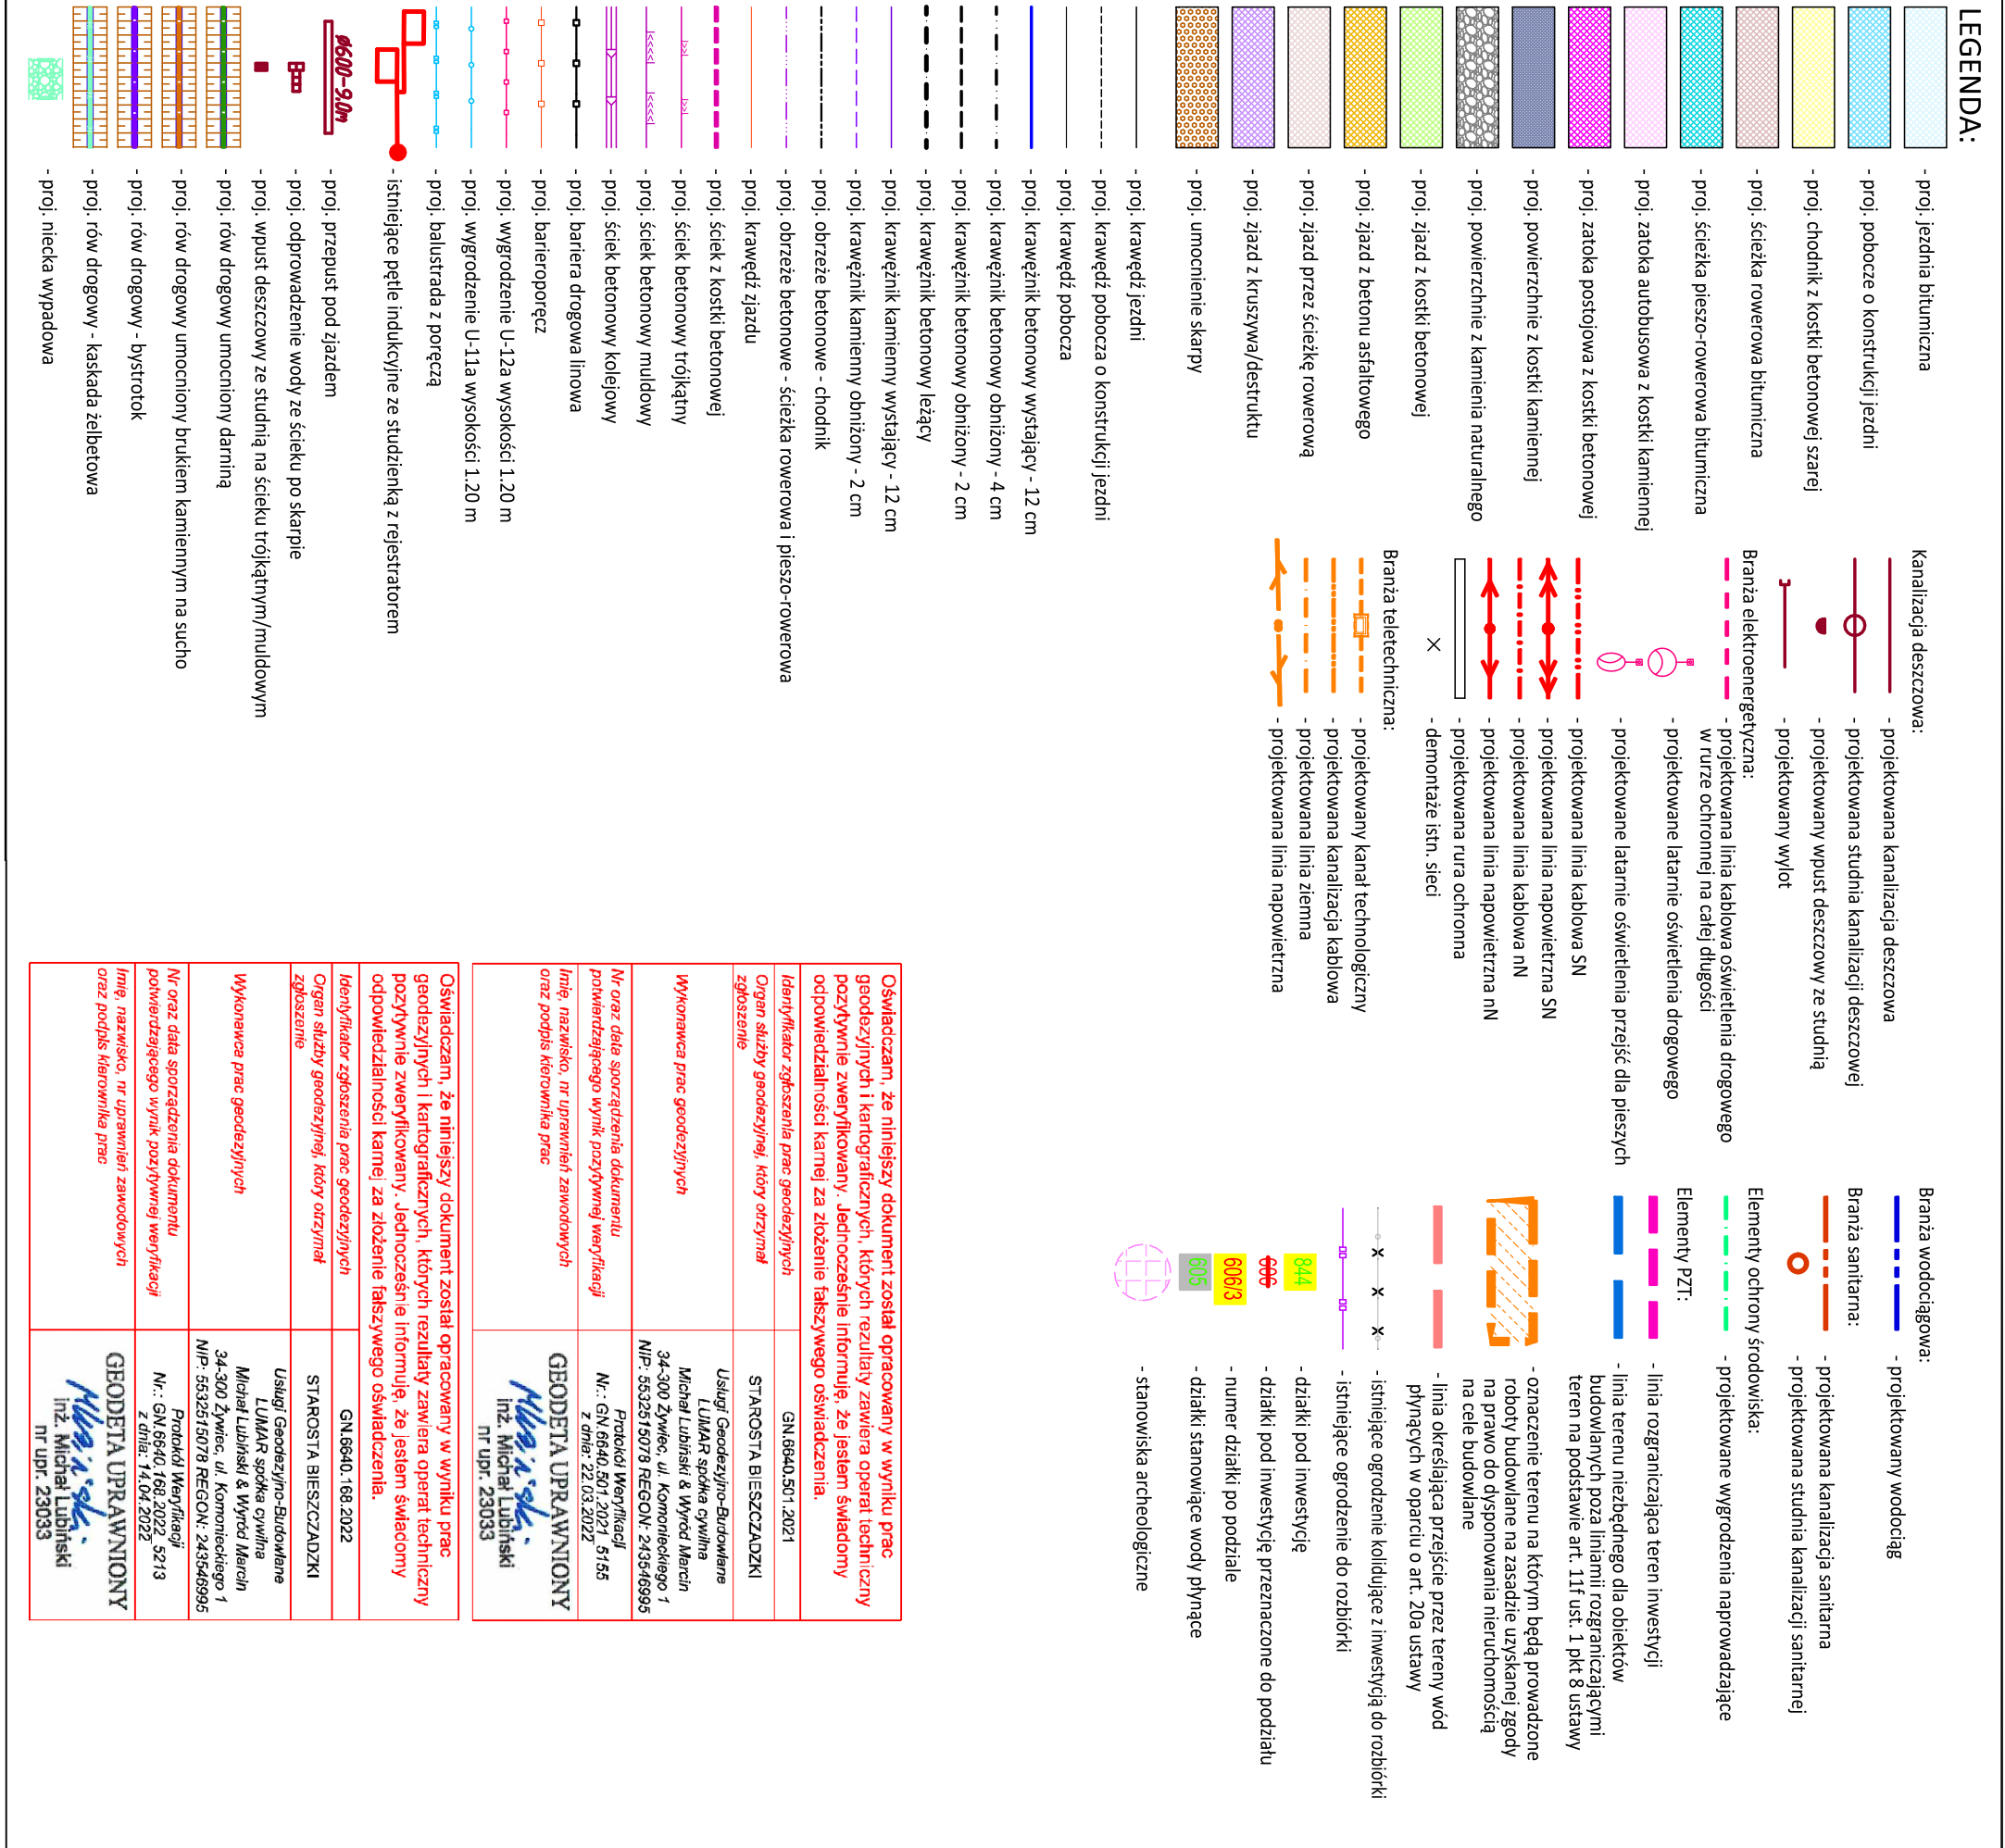 LEGENDA:
- proj. jezdnia bitumiczna
- proj. pobocze o konstrukcji jezdni
- proj. chodnik z kostki betonowej szarej
- proj. ścieżka rowerowa bitumiczna
- proj. ścieżka pieszo-rowerowa bitumiczna
- proj. zatoka autobusowa z kostki kamiennej
- proj. zatoka postojowa z kostki betonowej
- proj. powierzchnie z kostki kamiennej
- proj. powierzchnie z kamienia naturalnego
- proj. zjazd z kostki betonowej
- proj. zjazd z betonu asfaltowego
- proj. zjazd przez ścieżkę rowerową
- proj. zjazd z kruszywa/destruktu
- proj. umocnienie skarpy
- proj. krawędź jezdni
- proj. krawędź pobocza o konstrukcji jezdni
- proj. krawędź pobocza
- proj. krawężnik betonowy wystający - 12 cm
- proj. krawężnik betonowy obniżony - 4 cm
- proj. krawężnik betonowy obniżony - 2 cm
- proj. krawężnik betonowy leżący
- proj. krawężnik kamienny wystający - 12 cm
- proj. krawężnik kamienny obniżony - 2 cm
- proj. obrzeże betonowe - chodnik
- proj. obrzeże betonowe - ścieżka rowerowa i pieszo-rowerowa
- proj. krawędź zjazdu
- proj. ściek z kostki betonowej
- proj. ściek betonowy trójkątny
- proj. ściek betonowy muldowy
- proj. ściek betonowy kolejowy
- proj. bariera drogowa linowa
- proj. barieroporęcz
- proj. wygrodzenie U-12a wysokości 1.20 m
- proj. wygrodzenie U-11a wysokości 1.20 m
- proj. balustrada z poręczą
- istniejące pętle indukcyjne ze studzienką z rejestratorem
ø600-9.0m
- proj. przepust pod zjazdem
- proj. odprowadzenie wody ze ścieku po skarpie
- proj. wpust deszczowy ze studnią na ścieku trójkątnym/muldowym
- proj. rów drogowy umocniony darniną
- proj. rów drogowy umocniony brukiem kamiennym na sucho
- proj. rów drogowy - bystrotok
- proj. rów drogowy - kaskada żelbetowa
- proj. niecka wypadowa
Kanalizacja deszczowa:
- projektowana kanalizacja deszczowa
- projektowana studnia kanalizacji deszczowej
- projektowany wpust deszczowy ze studnią
- projektowany wylot
Branża elektroenergetyczna:
- projektowana linia kablowa oświetlenia drogowego
w rurze ochronnej na całej długości
- projektowane latarnie oświetlenia drogowego
- projektowane latarnie oświetlenia przejść dla pieszych
- projektowana linia kablowa SN
- projektowana linia napowietrzna SN
- projektowana linia kablowa nN
- projektowana linia napowietrzna nN
- projektowana rura ochronna
- demontaże istn. sieci
Branża teletechniczna:
- projektowany kanał technologiczny
- projektowana kanalizacja kablowa
- projektowana linia ziemna
- projektowana linia napowietrzna
Branża wodociągowa:
- projektowany wodociąg
Branża sanitarna:
- projektowana kanalizacja sanitarna
- projektowana studnia kanalizacji sanitarnej
Elementy ochrony środowiska:
- projektowane wygrodzenia naprowadzające
Elementy PZT:
- linia rozgraniczająca teren inwestycji
- linia terenu niezbędnego dla obiektów
budowlanych poza liniami rozgraniczającymi
teren na podstawie art. 11f ust. 1 pkt 8 ustawy
- oznaczenie terenu na którym będą prowadzone
roboty budowlane na zasadzie uzyskanej zgody
na prawo do dysponowania nieruchomością
na cele budowlane
- linia określająca przejście przez tereny wód
płynących w oparciu o art. 20a ustawy
- istniejące ogrodzenie kolidujące z inwestycją do rozbiórki
- istniejące ogrodzenie do rozbiórki
844
- działki pod inwestycję
606
- działki pod inwestycję przeznaczone do podziału
606/3
- numer działki po podziale
605
- działki stanowiące wody płynące
- stanowiska archeologiczne
Oświadczam, że niniejszy dokument został opracowany w wyniku prac
geodezyjnych i kartograficznych, których rezultaty zawiera operat techniczny
pozytywnie zweryfikowany. Jednocześnie informuję, że jestem świadomy
odpowiedzialności karnej za złożenie fałszywego oświadczenia.
Identyfikator zgłoszenia prac geodezyjnych
GN.6640.501.2021
Organ służby geodezyjnej, który otrzymał
zgłoszenie
STAROSTA BIESZCZADZKI
Wykonawca prac geodezyjnych
Usługi Geodezyjno-Budowlane
LUMAR spółka cywilna
Michał Lubiński & Wyród Marcin
34-300 Żywiec, ul. Komonieckiego 1
NIP: 5532515078 REGON: 243546995
Nr oraz data sporządzenia dokumentu
potwierdzającego wynik pozytywnej weryfikacji
Protokół Weryfikacji
Nr.: GN.6640.501.2021_5155
z dnia: 22.03.2022
Imię, nazwisko, nr uprawnień zawodowych
oraz podpis kierownika prac
GEODETA UPRAWNIONY
inż. Michał Lubiński
nr upr. 23033
Oświadczam, że niniejszy dokument został opracowany w wyniku prac
geodezyjnych i kartograficznych, których rezultaty zawiera operat techniczny
pozytywnie zweryfikowany. Jednocześnie informuję, że jestem świadomy
odpowiedzialności karnej za złożenie fałszywego oświadczenia.
Identyfikator zgłoszenia prac geodezyjnych
GN.6640.168.2022
Organ służby geodezyjnej, który otrzymał
zgłoszenie
STAROSTA BIESZCZADZKI
Wykonawca prac geodezyjnych
Usługi Geodezyjno-Budowlane
LUMAR spółka cywilna
Michał Lubiński & Wyród Marcin
34-300 Żywiec, ul. Komonieckiego 1
NIP: 5532515078 REGON: 243546995
Nr oraz data sporządzenia dokumentu
potwierdzającego wynik pozytywnej weryfikacji
Protokół Weryfikacji
Nr.: GN.6640.168.2022_5213
z dnia: 14.04.2022
Imię, nazwisko, nr uprawnień zawodowych
oraz podpis kierownika prac
GEODETA UPRAWNIONY
inż. Michał Lubiński
nr upr. 23033